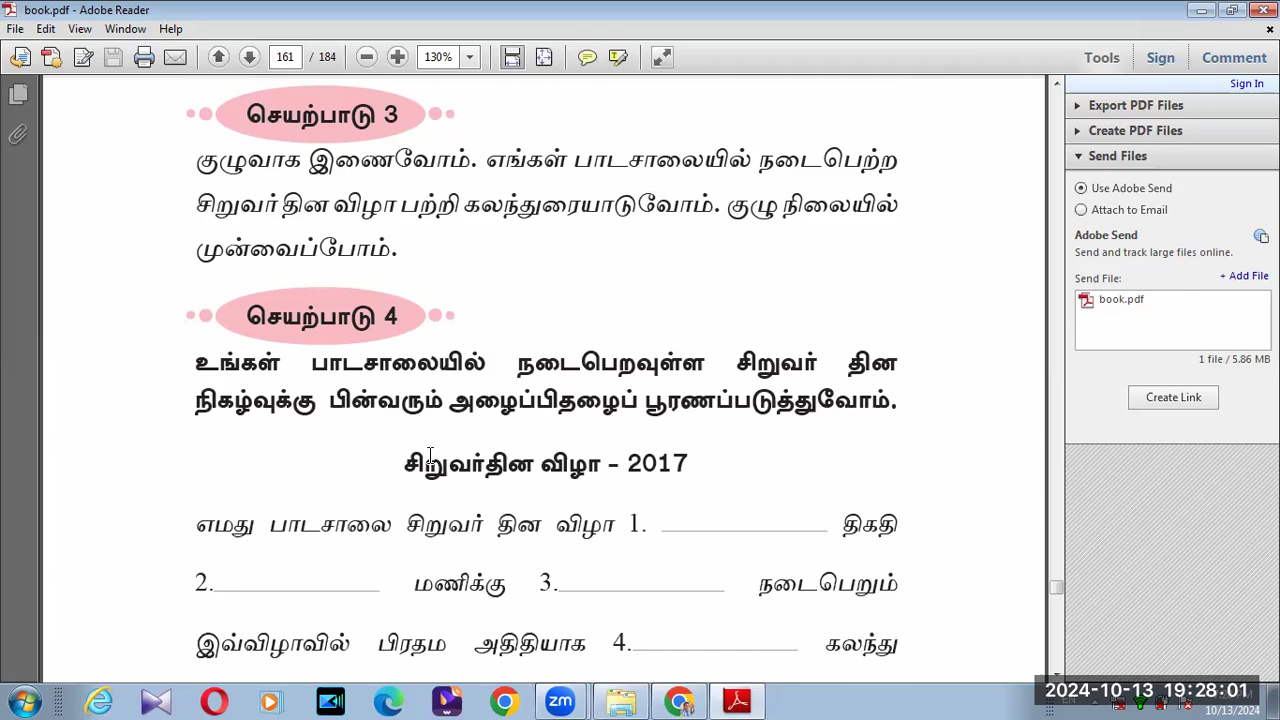 book.pdf - Adobe Reader
File Edit View Window Help
161 / 184 130% Tools Sign Comment
Sign In
Export PDF Files
Create PDF Files
Send Files
Use Adobe Send
Attach to Email
Adobe Send
Send and track large files online.
Send File:
+ Add File
book.pdf
1 file / 5.86 MB
Create Link
செயற்பாடு 3
குழுவாக இணைவோம். எங்கள் பாடசாலையில் நடைபெற்ற
சிறுவர் தின விழா பற்றி கலந்துரையாடுவோம். குழு நிலையில்
முன்வைப்போம்.
செயற்பாடு 4
உங்கள் பாடசாலையில் நடைபெறவுள்ள சிறுவர் தின
நிகழ்வுக்கு பின்வரும் அழைப்பிதழைப் பூரணப்படுத்துவோம்.
சிறுவர்தின விழா - 2017
எமது பாடசாலை சிறுவர் தின விழா 1. ____________ திகதி
2.____________ மணிக்கு 3.____________ நடைபெறும்
இவ்விழாவில் பிரதம அதிதியாக 4.____________ கலந்து
zm
2024-10-13 19:28:01
10/13/2024